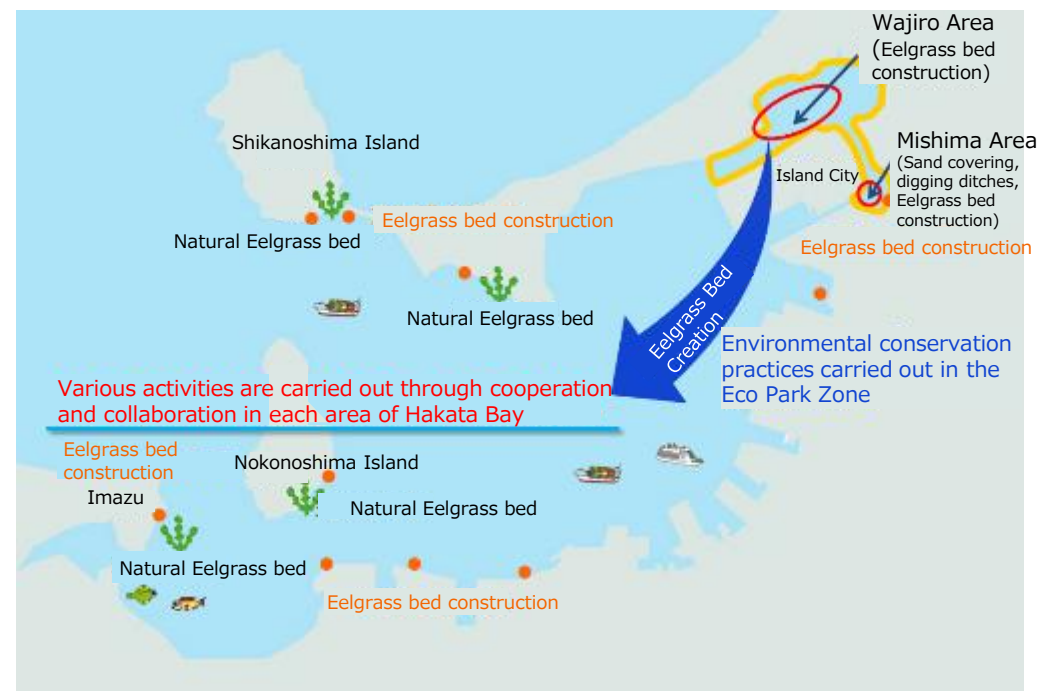 Wajiro Area
(Eelgrass bed
construction)
Shikanoshima Island
Mishima Area
(Sand covering,
digging ditches,
Eelgrass bed
construction)
Island City
Eelgrass bed construction
Natural Eelgrass bed
Eelgrass bed construction
Natural Eelgrass bed
Eelgrass Bed
Creation
Environmental conservation
practices carried out in the
Eco Park Zone
Various activities are carried out through cooperation
and collaboration in each area of Hakata Bay
Eelgrass bed
construction
Imazu
Nokonoshima Island
Natural Eelgrass bed
Natural Eelgrass bed
Eelgrass bed construction